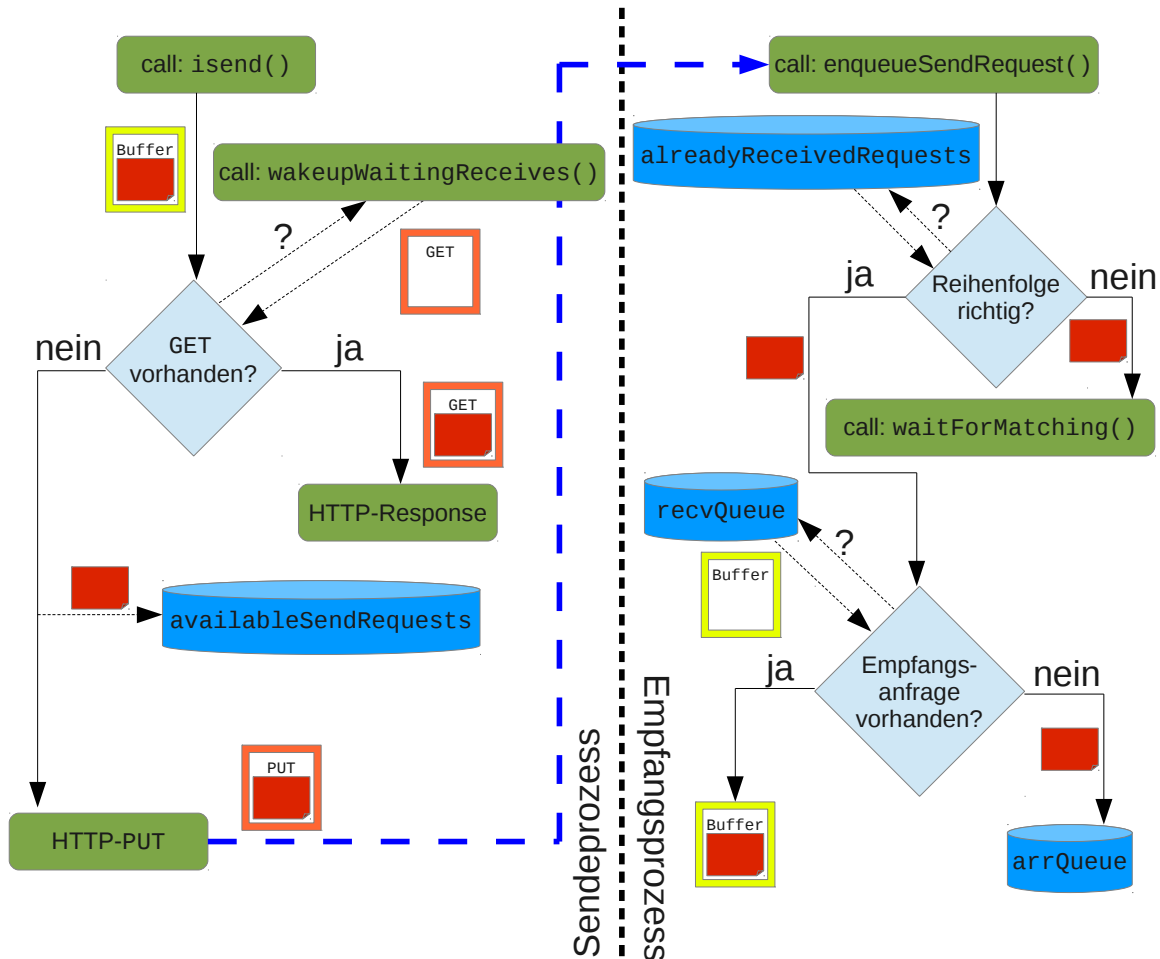 call: isend()
Buffer
call: wakeupWaitingReceives()
?
GET
GET
vorhanden?
nein
ja
GET
HTTP-Response
availableSendRequests
PUT
HTTP-PUT
Sendeprozess
Empfangsprozess
call: enqueueSendRequest()
alreadyReceivedRequests
?
Reihenfolge
richtig?
ja
nein
call: waitForMatching()
recvQueue
?
Buffer
Empfangs-
anfrage
vorhanden?
ja
nein
Buffer
arrQueue